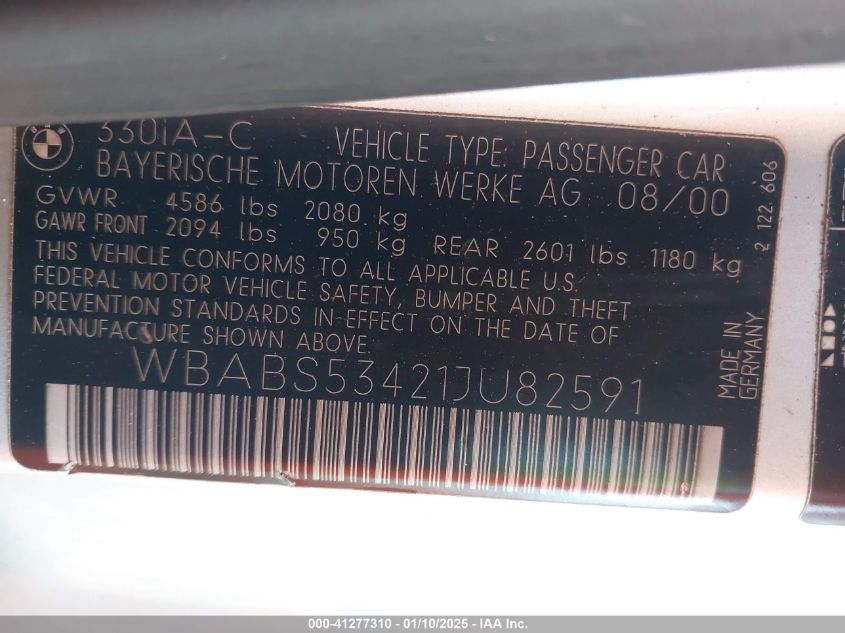 330iA-C VEHICLE TYPE: PASSENGER CAR
BAYERISCHE MOTOREN WERKE AG 08/00
GVWR 4586 lbs 2080 kg
GAWR FRONT 2094 lbs 950 kg REAR 2601 lbs 1180 kg
THIS VEHICLE CONFORMS TO ALL APPLICABLE U.S.
FEDERAL MOTOR VEHICLE SAFETY, BUMPER AND THEFT
PREVENTION STANDARDS IN EFFECT ON THE DATE OF
MANUFACTURE SHOWN ABOVE.
WBABS53421JU82591
MADE IN
GERMANY
2 122 606
000-41277310 - 01/10/2025 - IAA Inc.